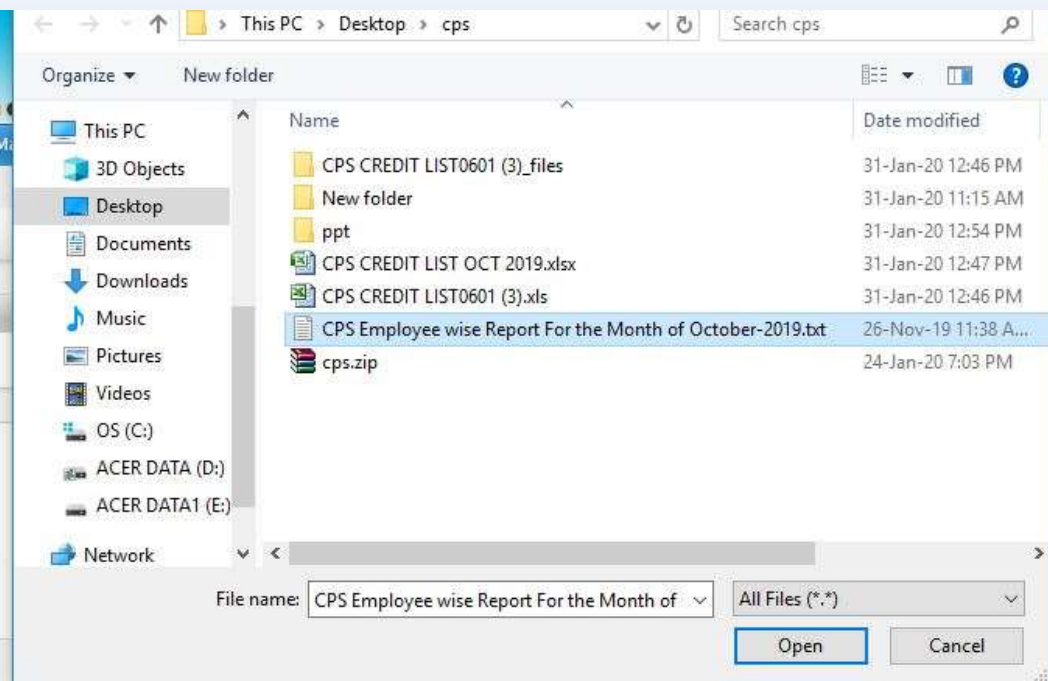 This PC > Desktop > cps
Search cps
Organize
New folder
Name
Date modified
This PC
3D Objects
Desktop
Documents
Downloads
Music
Pictures
Videos
OS (C:)
ACER DATA (D:)
ACER DATA1 (E:)
Network
CPS CREDIT LIST0601 (3)_files 31-Jan-20 12:46 PM
New folder 31-Jan-20 11:15 AM
ppt 31-Jan-20 12:54 PM
CPS CREDIT LIST OCT 2019.xlsx 31-Jan-20 12:47 PM
CPS CREDIT LIST0601 (3).xls 31-Jan-20 12:46 PM
CPS Employee wise Report For the Month of October-2019.txt 26-Nov-19 11:38 A...
cps.zip 24-Jan-20 7:03 PM
File name: CPS Employee wise Report For the Month of
All Files (*.*)
Open
Cancel